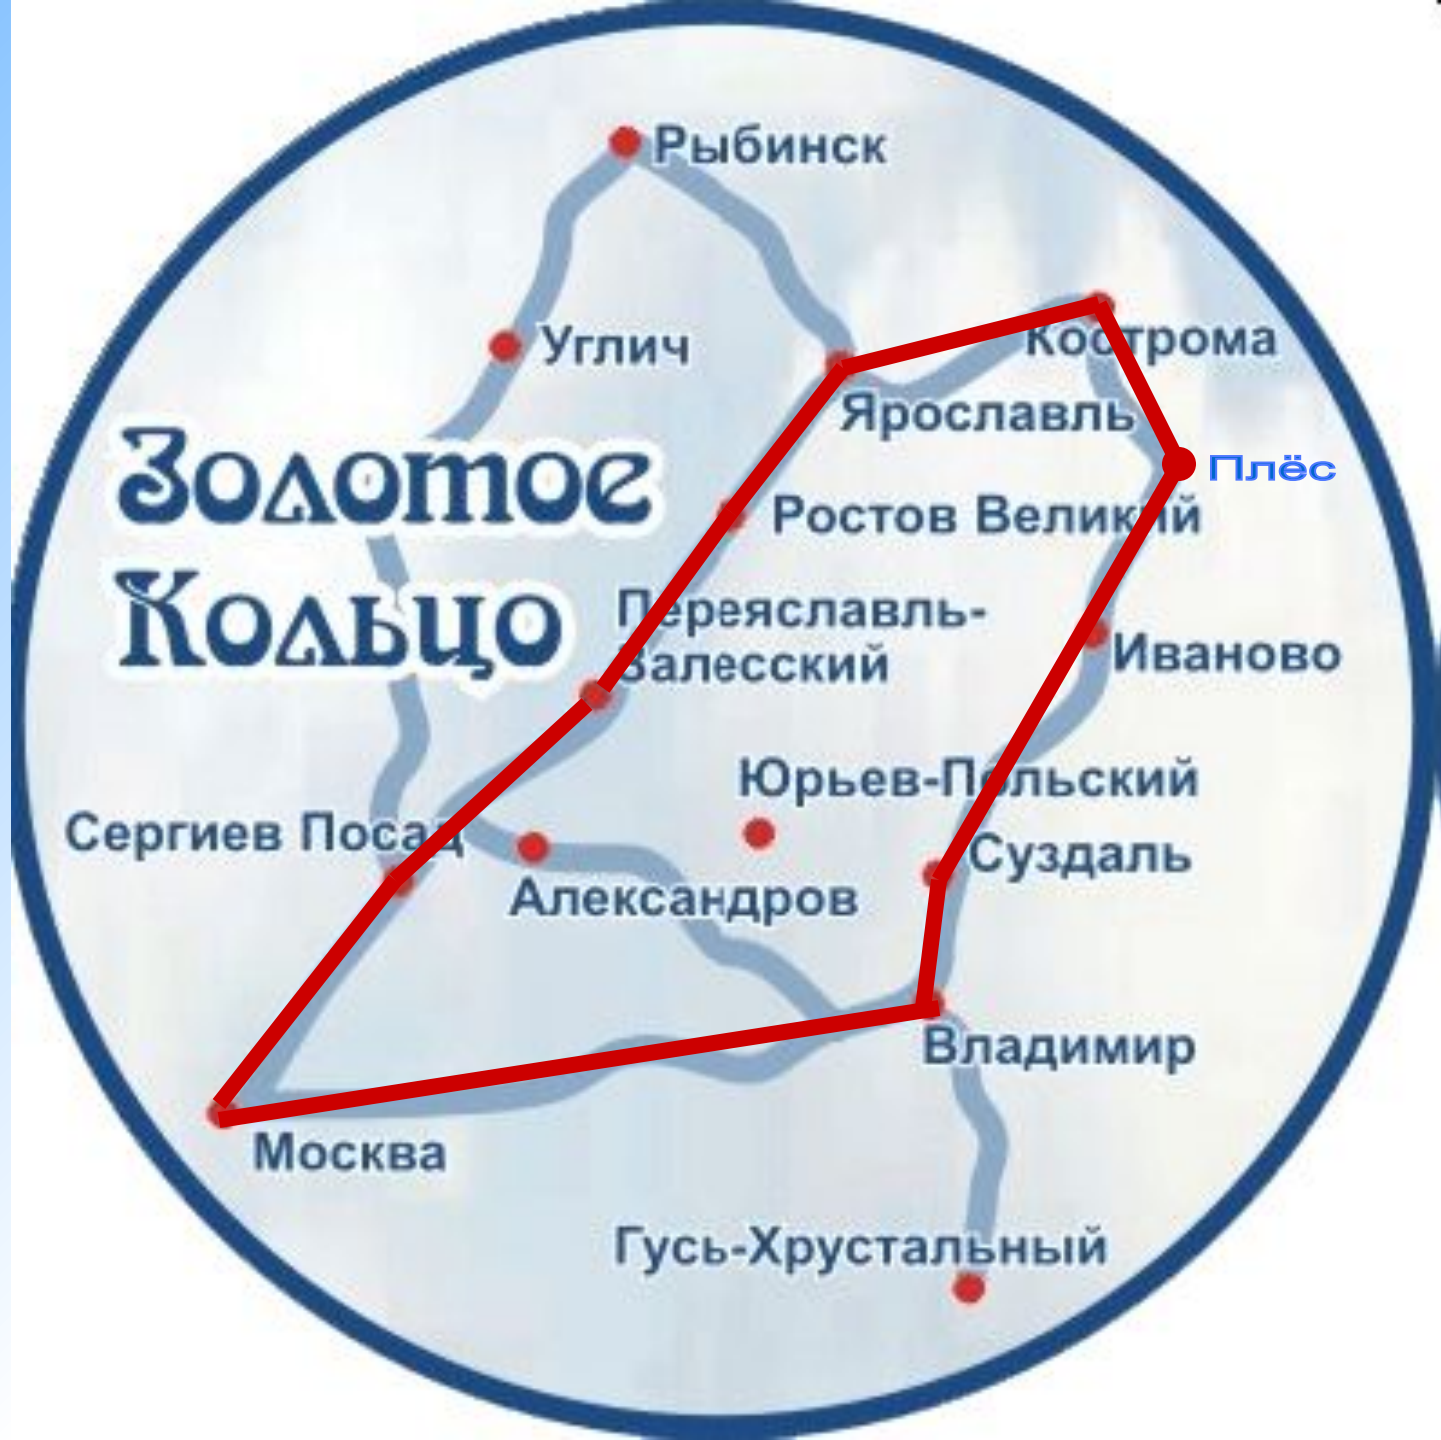 Рыбинск
Углич
Кострома
Ярославль
Золотое
Кольцо
Плёс
Ростов Великий
Переяславль-
Залесский
Иваново
Юрьев-Польский
Сергиев Посад
Суздаль
Александров
Владимир
Москва
Гусь-Хрустальный